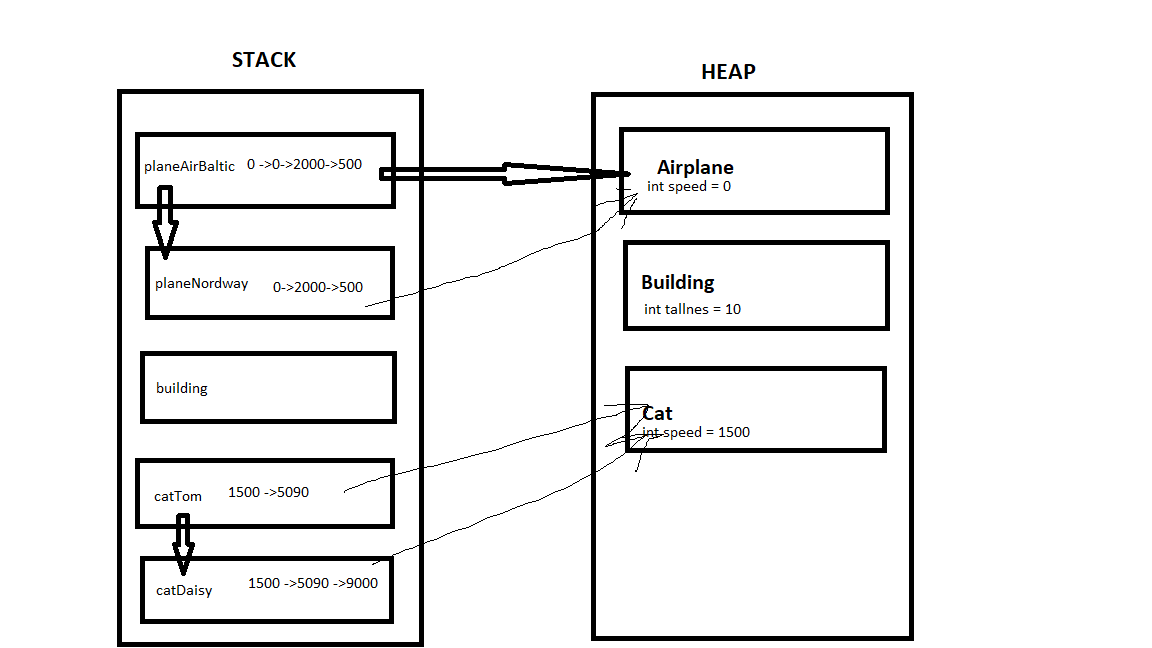 STACK
planeAirBaltic 0 ->0->2000->500
planeNordway 0->2000->500
building
catTom 1500 ->5090
catDaisy 1500 ->5090 ->9000
HEAP
Airplane
int speed = 0
Building
int tallnes = 10
Cat
int speed = 1500